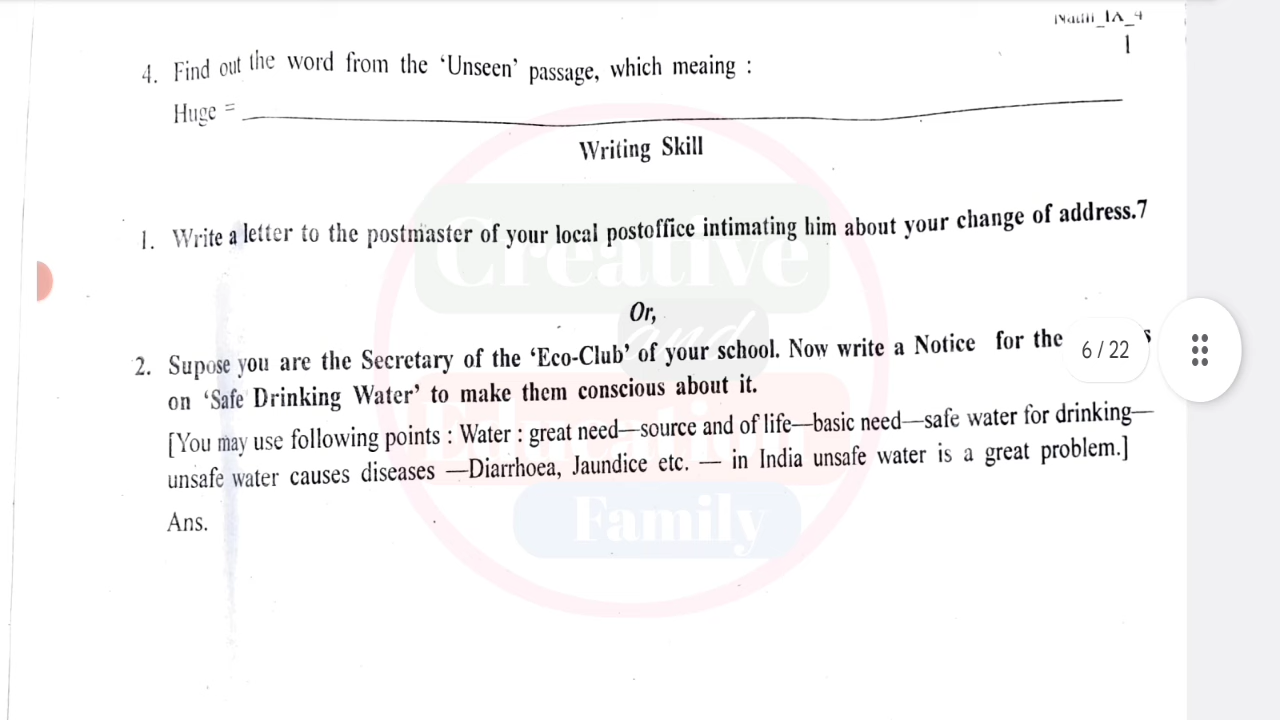 Nadia_IA_4
1
4. Find out the word from the ‘Unseen’ passage, which meaing :
Huge =
Writing Skill
1. Write a letter to the postmaster of your local postoffice intimating him about your change of address.7
Or,
2. Supose you are the Secretary of the ‘Eco-Club’ of your school. Now write a Notice for the
on ‘Safe Drinking Water’ to make them conscious about it.
[You may use following points : Water : great need—source and of life—basic need—safe water for drinking—
unsafe water causes diseases —Diarrhoea, Jaundice etc. — in India unsafe water is a great problem.]
Ans.
6 / 22
Creative
and
Education
Family